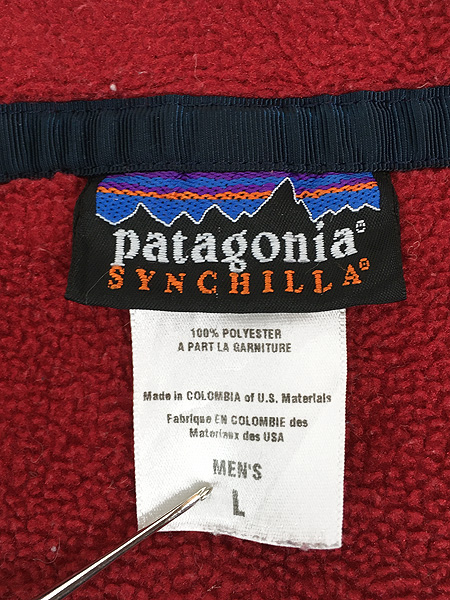 patagonia®
SYNCHILLA®
100% POLYESTER
A PART LA GARNITURE
Made in COLOMBIA of U.S. Materials
Fabrique EN COLOMBIE des
Materiaux des USA
MEN'S
L